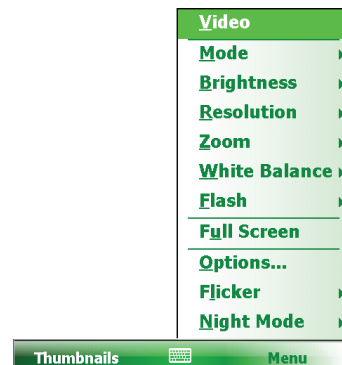 Video
Mode
Brightness
Resolution
Zoom
White Balance
Flash
Full Screen
Options...
Flicker
Night Mode
Thumbnails Menu